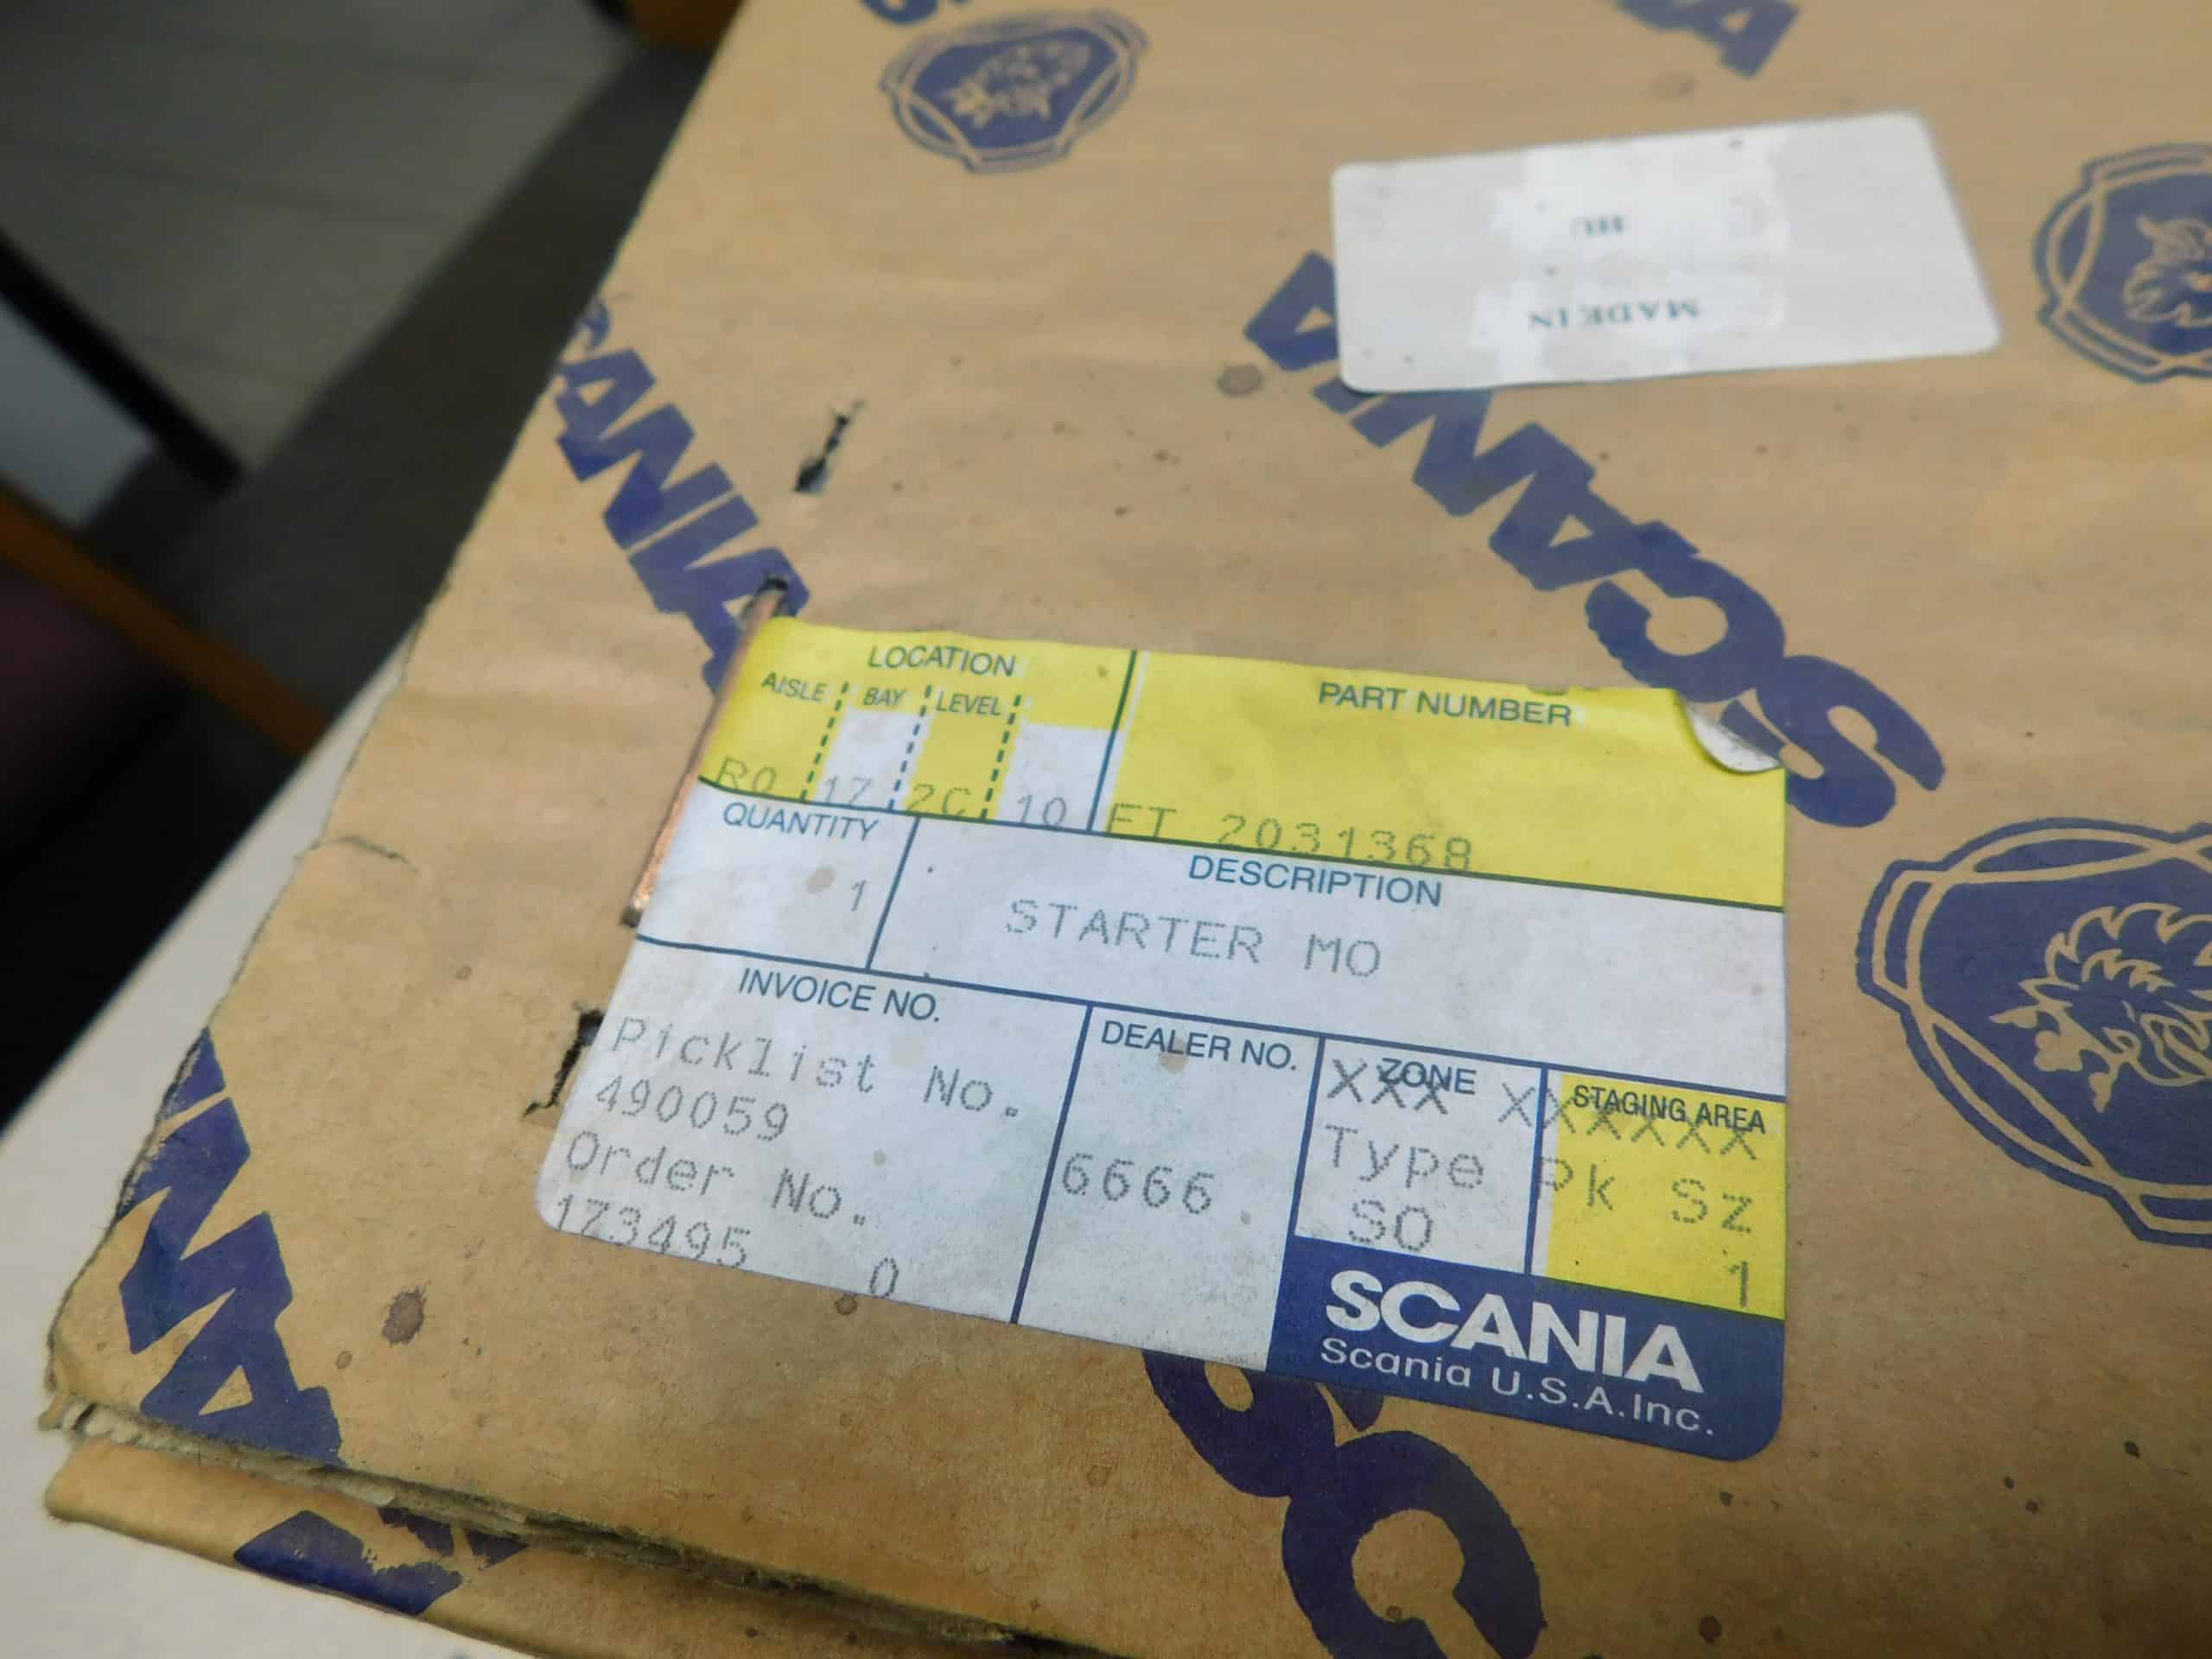 SCANIA
MADE IN
HU
SCANIA
LOCATION
AISLE BAY LEVEL
R0 17 2C 10
PART NUMBER
ET 2031368
QUANTITY
1
DESCRIPTION
STARTER MO
INVOICE NO.
Picklist No.
490059
Order No.
173495 0
DEALER NO.
6666
ZONE
XXX XXXXXX
STAGING AREA
Type Pk Sz
SO 1
SCANIA
Scania U.S.A.Inc.